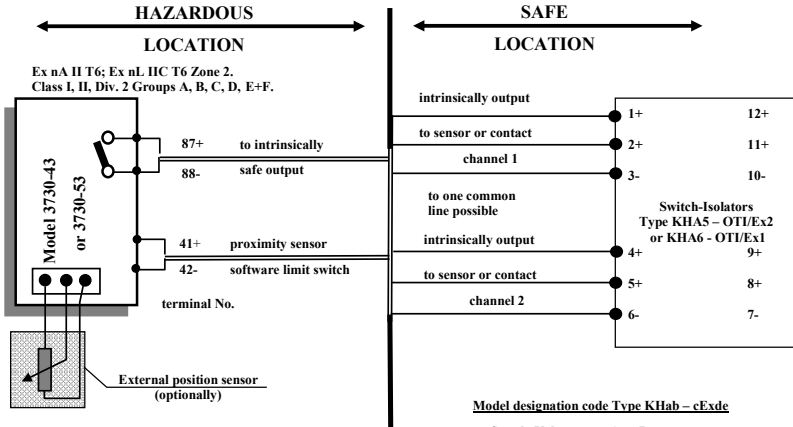 HAZARDOUS
LOCATION
SAFE
LOCATION
Ex nA II T6; Ex nL IIC T6 Zone 2.
Class I, II, Div. 2 Groups A, B, C, D, E+F.
Model 3730-43
or 3730-53
87+ to intrinsically
88- safe output
41+ proximity sensor
42- software limit switch
terminal No.
External position sensor
(optionally)
intrinsically output
to sensor or contact
channel 1
to one common
line possible
intrinsically output
to sensor or contact
channel 2
1+ 12+
2+ 11+
3- 10-
Switch-Isolators
Type KHA5 – OTI/Ex2
or KHA6 - OTI/Ex1
4+ 9+
5+ 8+
6- 7-
Model designation code Type KHab – cExde